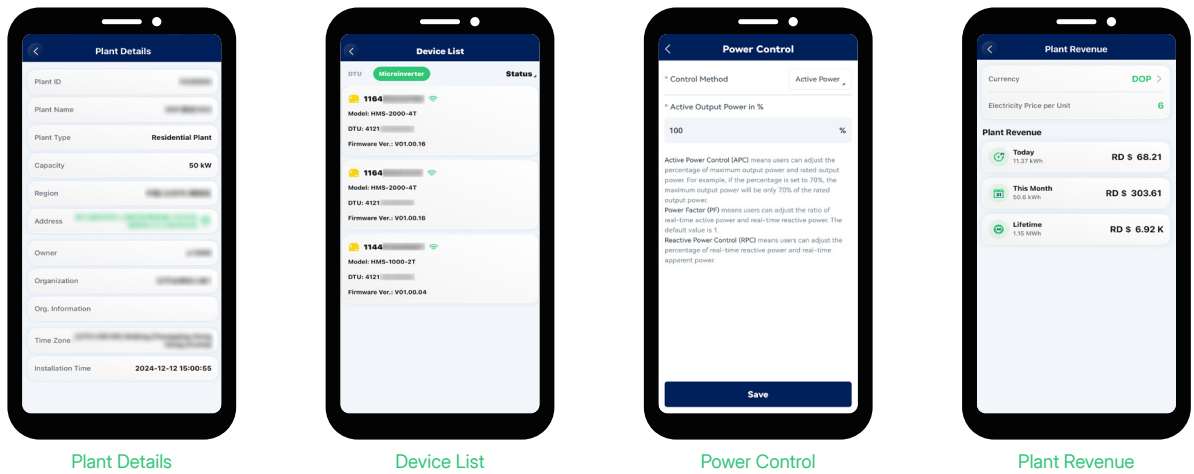 Plant Details
Plant ID
Plant Name
Plant Type Residential Plant
Capacity 50 kW
Region
Address
Owner
Organization
Org. Information
Time Zone
Installation Time 2024-12-12 15:00:55
Plant Details
Device List
DTU Microinverter Status
1164
Model: HMS-2000-4T
DTU: 4121
Firmware Ver.: V01.00.16
1164
Model: HMS-2000-4T
DTU: 4121
Firmware Ver.: V01.00.16
1144
Model: HMS-1000-2T
DTU: 4121
Firmware Ver.: V01.00.04
Device List
Power Control
* Control Method Active Power
* Active Output Power in %
100 %
Active Power Control (APC) means users can adjust the
percentage of maximum output power and rated output
power. For example, if the percentage is set to 70%, the
maximum output power will be only 70% of the rated
output power.
Power Factor (PF) means users can adjust the ratio of
real-time active power and real-time reactive power. The
default value is 1.
Reactive Power Control (RPC) means users can adjust the
percentage of real-time reactive power and real-time
apparent power
Save
Power Control
Plant Revenue
Currency DOP >
Electricity Price per Unit 6
Plant Revenue
Today
11.37 kWh
RD $ 68.21
31
This Month
50.6 kWh
RD $ 303.61
Lifetime
1.15 MWh
RD $ 6.92 K
Plant Revenue